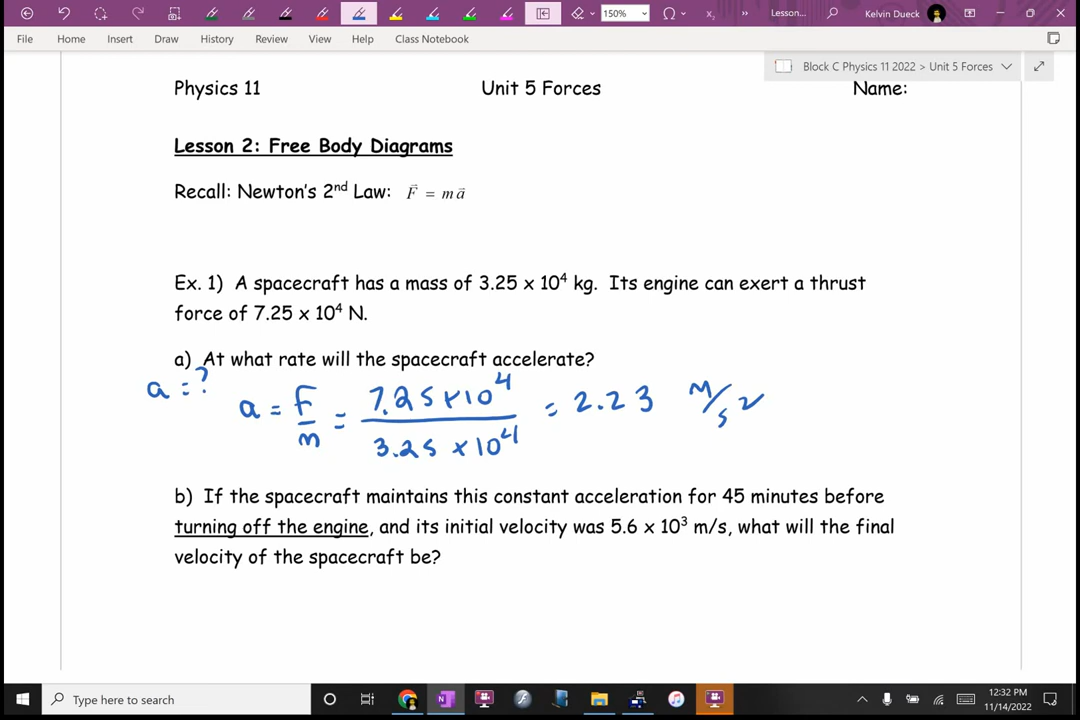 150%
Lesson...
Kelvin Dueck
File Home Insert Draw History Review View Help Class Notebook
Block C Physics 11 2022 > Unit 5 Forces
Physics 11 Unit 5 Forces Name:
Lesson 2: Free Body Diagrams
Recall: Newton's 2nd Law: F⃗ = ma⃗
Ex. 1) A spacecraft has a mass of 3.25 x 10⁴ kg. Its engine can exert a thrust
force of 7.25 x 10⁴ N.
a) At what rate will the spacecraft accelerate?
a = ?
a = F/m = 7.25 x 10⁴ / 3.25 x 10⁴ = 2.23 m/s²
b) If the spacecraft maintains this constant acceleration for 45 minutes before
turning off the engine, and its initial velocity was 5.6 x 10³ m/s, what will the final
velocity of the spacecraft be?
Type here to search
12:32 PM
11/14/2022